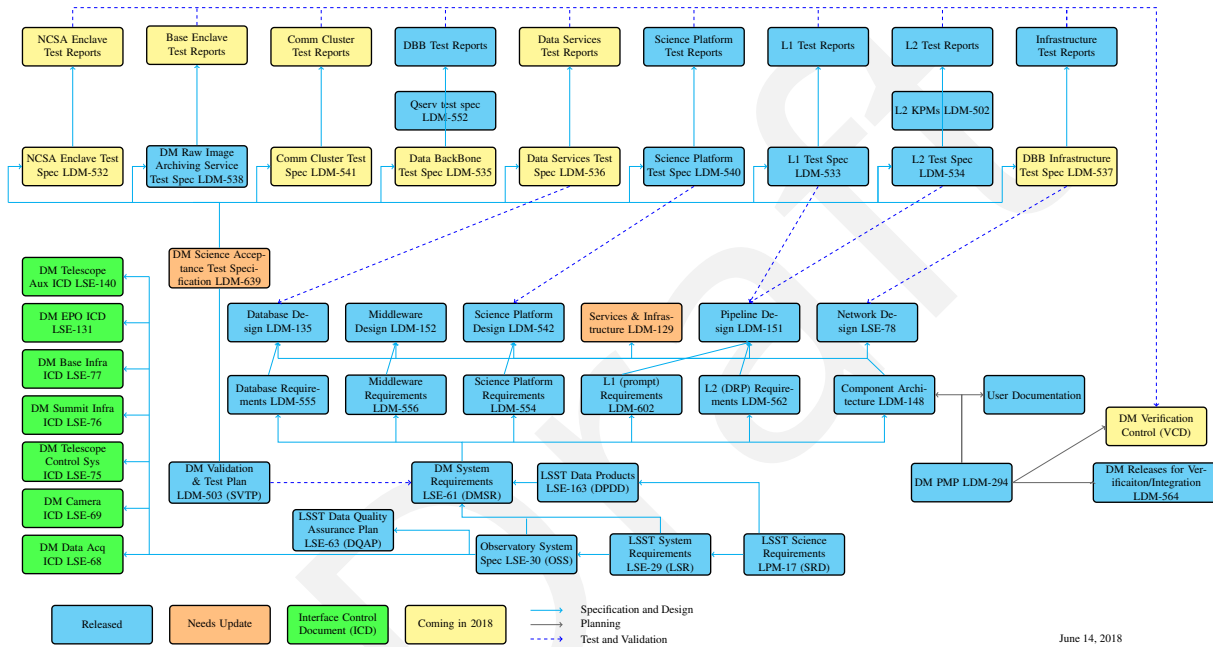 NCSA Enclave
Test Reports
Base Enclave
Test Reports
Comm Cluster
Test Reports
DBB Test Reports
Data Services
Test Reports
Science Platform
Test Reports
L1 Test Reports
L2 Test Reports
Infrastructure
Test Reports
Qserv test spec
LDM-552
L2 KPMs LDM-502
NCSA Enclave Test
Spec LDM-532
DM Raw Image
Archiving Service
Test Spec LDM-538
Comm Cluster Test
Spec LDM-541
Data BackBone
Test Spec LDM-535
Data Services Test
Spec LDM-536
Science Platform
Test Spec LDM-540
L1 Test Spec
LDM-533
L2 Test Spec
LDM-534
DBB Infrastructure
Test Spec LDM-537
DM Science Accep-
tance Test Speci-
fication LDM-639
DM Telescope
Aux ICD LSE-140
DM EPO ICD
LSE-131
DM Base Infra
ICD LSE-77
DM Summit Infra
ICD LSE-76
DM Telescope
Control Sys
ICD LSE-75
DM Camera
ICD LSE-69
DM Data Acq
ICD LSE-68
Database De-
sign LDM-135
Middleware
Design LDM-152
Science Platform
Design LDM-542
Services & Infras-
tructure LDM-129
Pipeline De-
sign LDM-151
Network De-
sign LSE-78
Database Require-
ments LDM-555
Middleware
Requirements
LDM-556
Science Platform
Requirements
LDM-554
L1 (prompt)
Requirements
LDM-602
L2 (DRP) Require-
ments LDM-562
Component Ar-
chitecture LDM-148
User Documentation
DM Verification
Control (VCD)
DM Validation
& Test Plan
LDM-503 (SVTP)
DM System
Requirements
LSE-61 (DMSR)
LSST Data Products
LSE-163 (DPDD)
DM PMP LDM-294
DM Releases for Ver-
ificaiton/Integration
LDM-564
LSST Data Quality
Assurance Plan
LSE-63 (DQAP)
Observatory System
Spec LSE-30 (OSS)
LSST System
Requirements
LSE-29 (LSR)
LSST Science
Requirements
LPM-17 (SRD)
Released
Needs Update
Interface Control
Document (ICD)
Coming in 2018
Specification and Design
Planning
Test and Validation
June 14, 2018
Draft